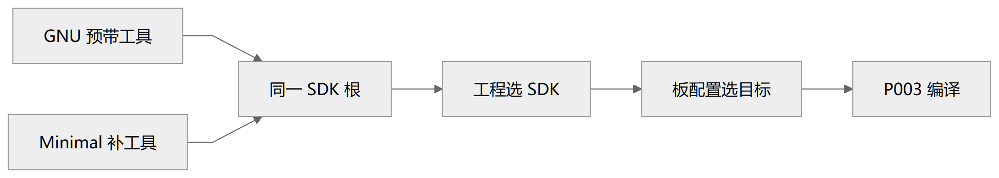 GNU 预带工具
Minimal 补工具
同一 SDK 根
工程选 SDK
板配置选目标
P003 编译